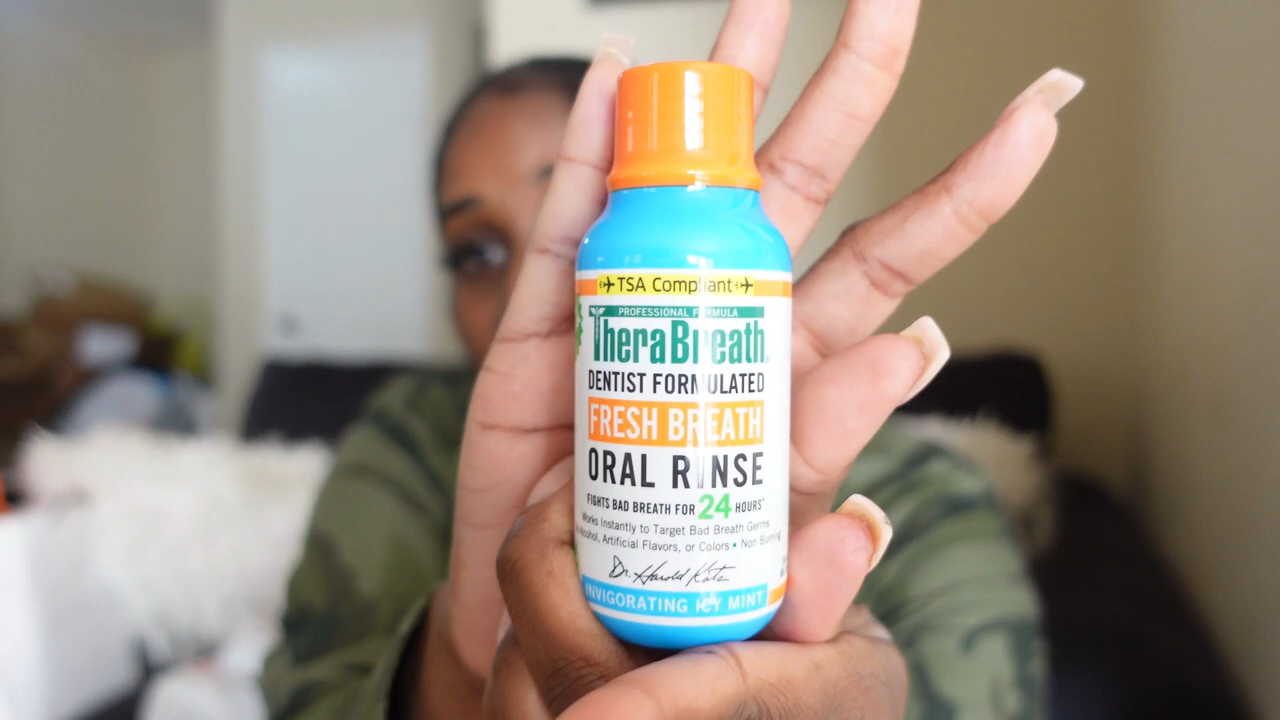 TSA Compliant
PROFESSIONAL FORMULA
TheraBreath
DENTIST FORMULATED
FRESH BREATH
ORAL RINSE
FIGHTS BAD BREATH FOR 24 HOURS*
Works Instantly to Target Bad Breath Germs
Alcohol, Artificial Flavors, or Colors • Non Burning
Dr. Harold Katz
INVIGORATING ICY MINT